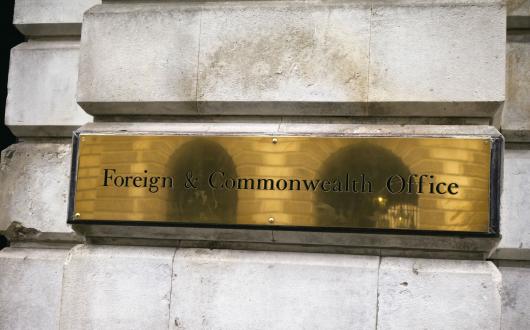 Foreign & Commonwealth Office